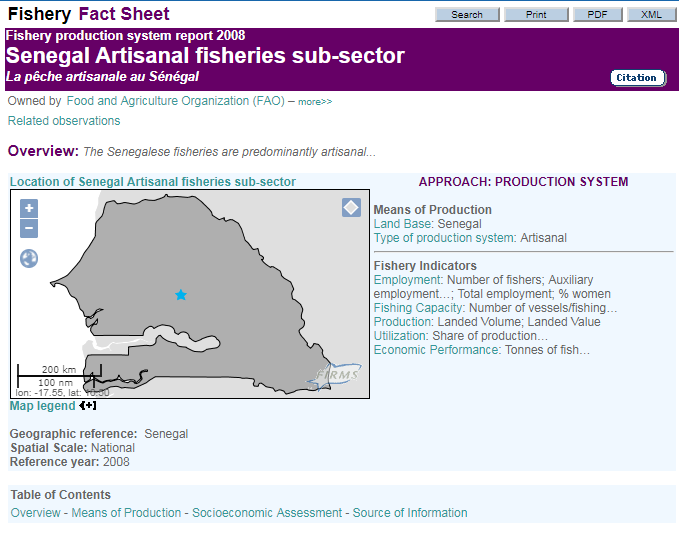 Fishery Fact Sheet
Search
Print
PDF
XML
Fishery production system report 2008
Senegal Artisanal fisheries sub-sector
La pêche artisanale au Sénégal
Citation
Owned by Food and Agriculture Organization (FAO) – more>>
Related observations
Overview: The Senegalese fisheries are predominantly artisanal...
Location of Senegal Artisanal fisheries sub-sector
+
−
200 km
100 nm
lon: -17.55, lat: 10.50
FIRMS
Map legend [+]
Geographic reference: Senegal
Spatial Scale: National
Reference year: 2008
APPROACH: PRODUCTION SYSTEM
Means of Production
Land Base: Senegal
Type of production system: Artisanal
Fishery Indicators
Employment: Number of fishers; Auxiliary
employment…; Total employment; % women
Fishing Capacity: Number of vessels/fishing…
Production: Landed Volume; Landed Value
Utilization: Share of production…
Economic Performance: Tonnes of fish…
Table of Contents
Overview - Means of Production - Socioeconomic Assessment - Source of Information